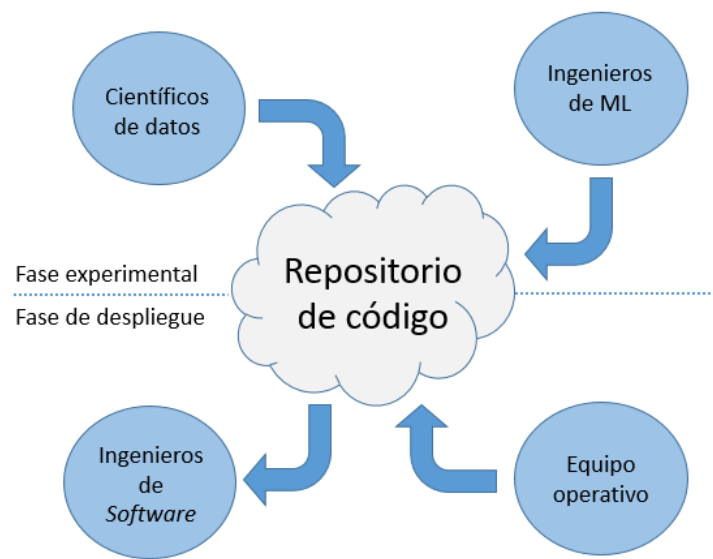 Científicos
de datos
Ingenieros
de ML
Repositorio
de código
Fase experimental
Fase de despliegue
Ingenieros
de
Software
Equipo
operativo